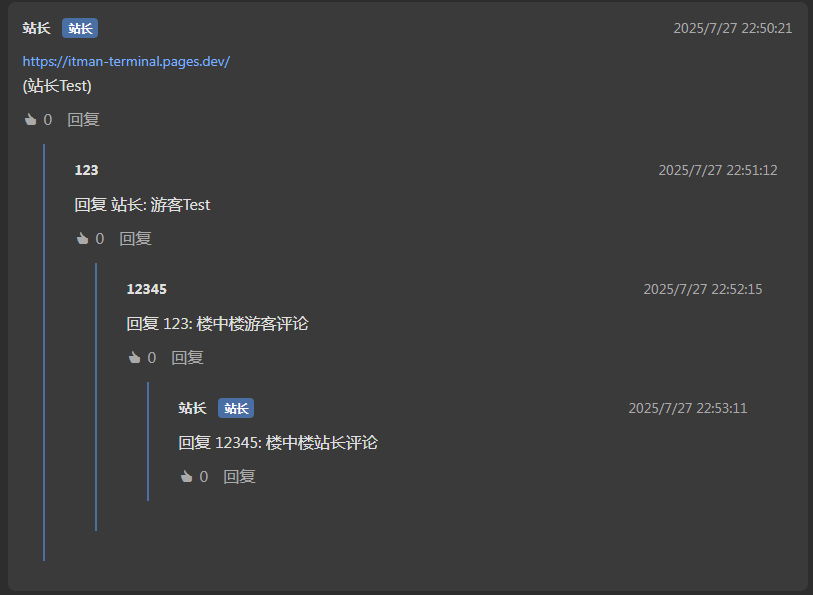 站长 站长 2025/7/27 22:50:21
https://itman-terminal.pages.dev/
(站长Test)
0 回复
123 2025/7/27 22:51:12
回复 站长: 游客Test
0 回复
12345 2025/7/27 22:52:15
回复 123: 楼中楼游客评论
0 回复
站长 站长 2025/7/27 22:53:11
回复 12345: 楼中楼站长评论
0 回复